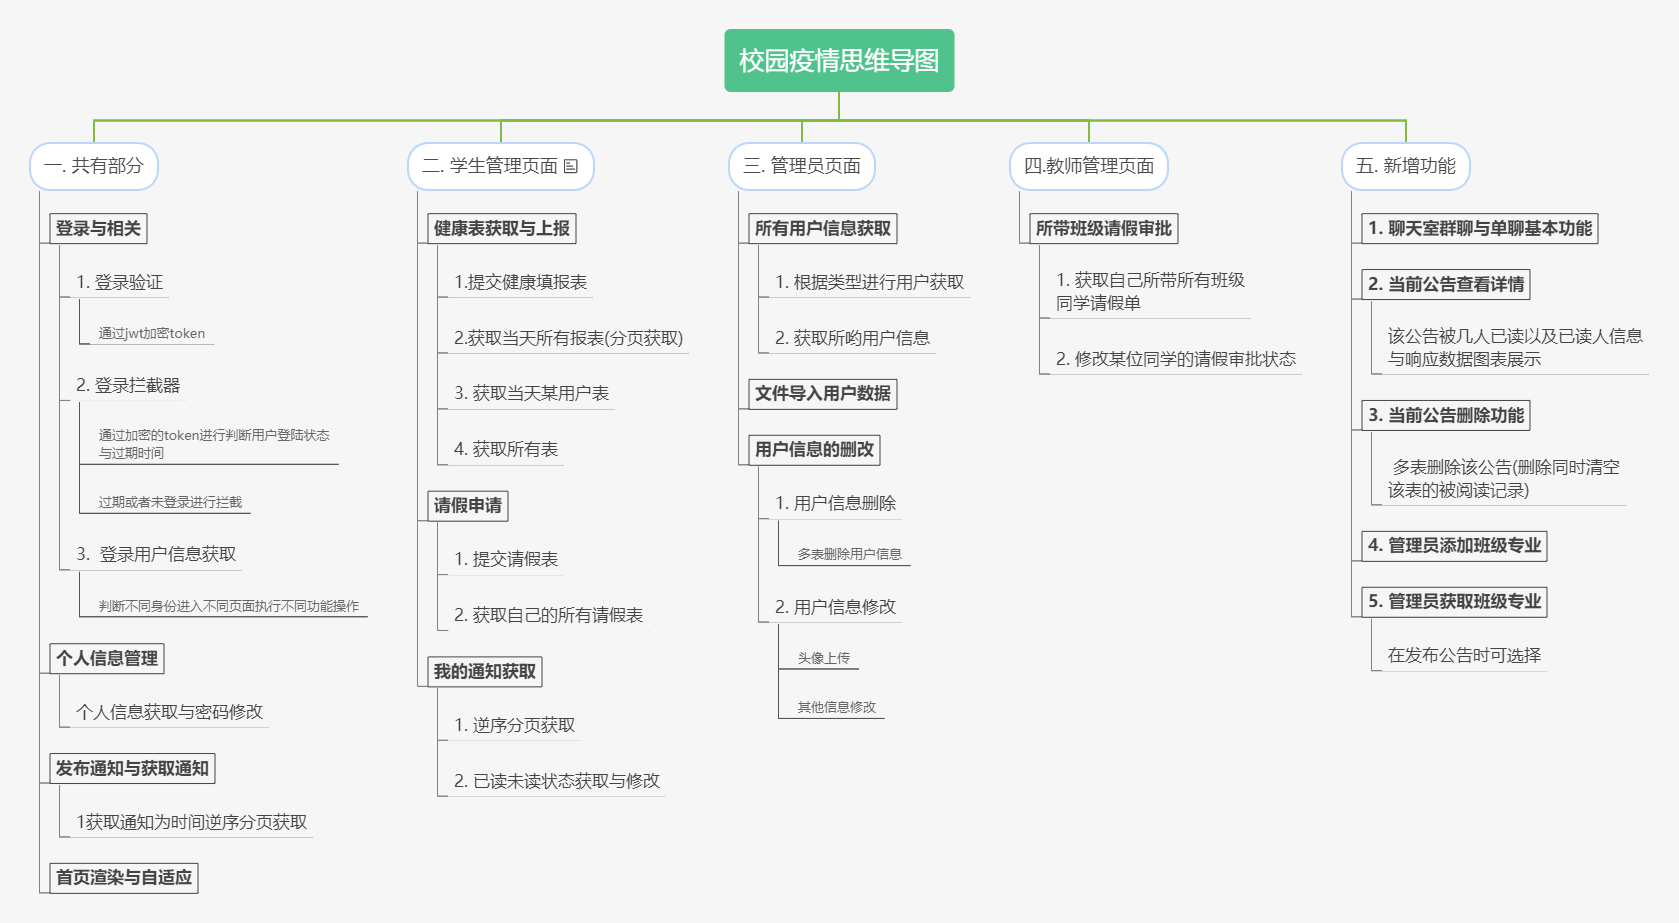 校园疫情思维导图
一. 共有部分
登录与相关
1. 登录验证
通过jwt加密token
2. 登录拦截器
通过加密的token进行判断用户登陆状态
与过期时间
过期或者未登录进行拦截
3. 登录用户信息获取
判断不同身份进入不同页面执行不同功能操作
个人信息管理
个人信息获取与密码修改
发布通知与获取通知
1获取通知为时间逆序分页获取
首页渲染与自适应
二. 学生管理页面
健康表获取与上报
1.提交健康填报表
2.获取当天所有报表(分页获取)
3. 获取当天某用户表
4. 获取所有表
请假申请
1. 提交请假表
2. 获取自己的所有请假表
我的通知获取
1. 逆序分页获取
2. 已读未读状态获取与修改
三. 管理员页面
所有用户信息获取
1. 根据类型进行用户获取
2. 获取所哟用户信息
文件导入用户数据
用户信息的删改
1. 用户信息删除
多表删除用户信息
2. 用户信息修改
头像上传
其他信息修改
四.教师管理页面
所带班级请假审批
1. 获取自己所带所有班级
同学请假单
2. 修改某位同学的请假审批状态
五. 新增功能
1. 聊天室群聊与单聊基本功能
2. 当前公告查看详情
该公告被几人已读以及已读人信息
与响应数据图表展示
3. 当前公告删除功能
多表删除该公告(删除同时清空
该表的被阅读记录)
4. 管理员添加班级专业
5. 管理员获取班级专业
在发布公告时可选择